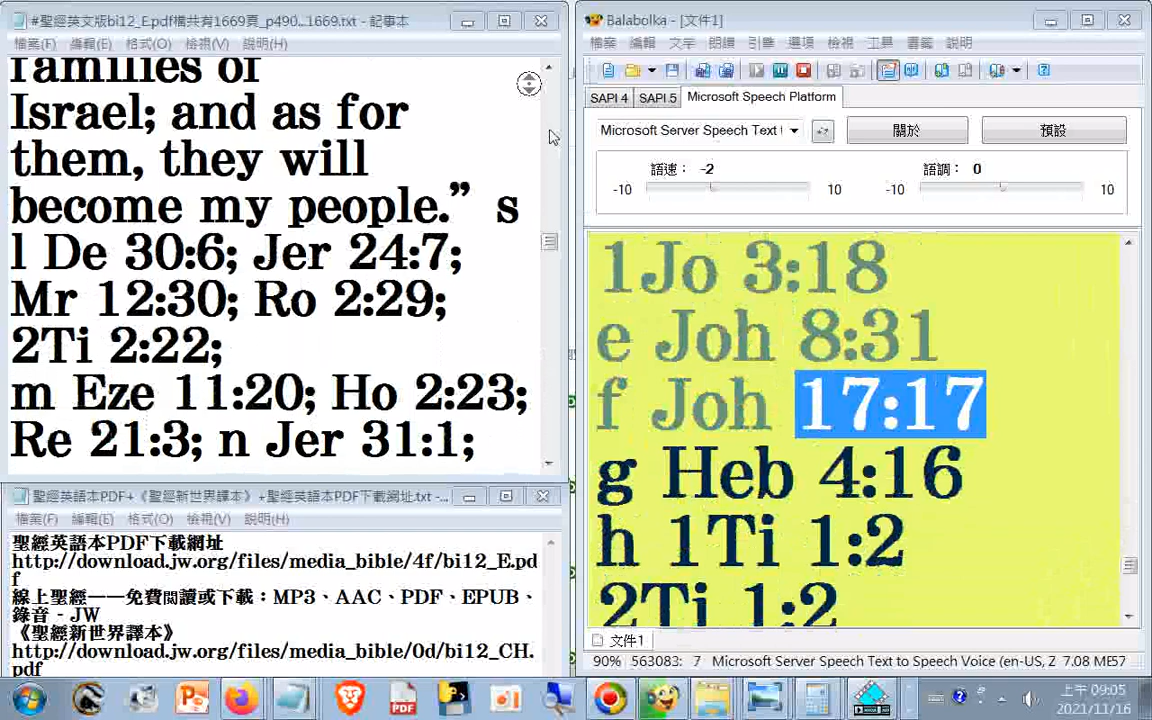 #聖經英文版bi12_E.pdf橫共有1669頁_p490...1669.txt - 記事本
檔案(F) 編輯(E) 格式(O) 檢視(V) 說明(H)
families of
Israel; and as for
them, they will
become my people.” s
l De 30:6; Jer 24:7;
Mr 12:30; Ro 2:29;
2Ti 2:22;
m Eze 11:20; Ho 2:23;
Re 21:3; n Jer 31:1;
聖經英語本PDF+《聖經新世界譯本》+聖經英語本PDF下載網址.txt - ...
檔案(F) 編輯(E) 格式(O) 檢視(V) 說明(H)
聖經英語本PDF下載網址
http://download.jw.org/files/media_bible/4f/bi12_E.pd
f
線上聖經——免費閱讀或下載：MP3、AAC、PDF、EPUB、
錄音 - JW
《聖經新世界譯本》
http://download.jw.org/files/media_bible/0d/bi12_CH.
pdf
Balabolka - [文件1]
檔案 編輯 文字 朗讀 引擎 選項 檢視 工具 書籤 說明
SAPI 4 SAPI 5 Microsoft Speech Platform
Microsoft Server Speech Text 關於 預設
語速： -2 語調： 0
-10 10 -10 10
1Jo 3:18
e Joh 8:31
f Joh 17:17
g Heb 4:16
h 1Ti 1:2
2Ti 1:2
文件1
90% 563083: 7 Microsoft Server Speech Text to Speech Voice (en-US, Z 7.08 ME57
PDF
上午 09:05
2021/11/16